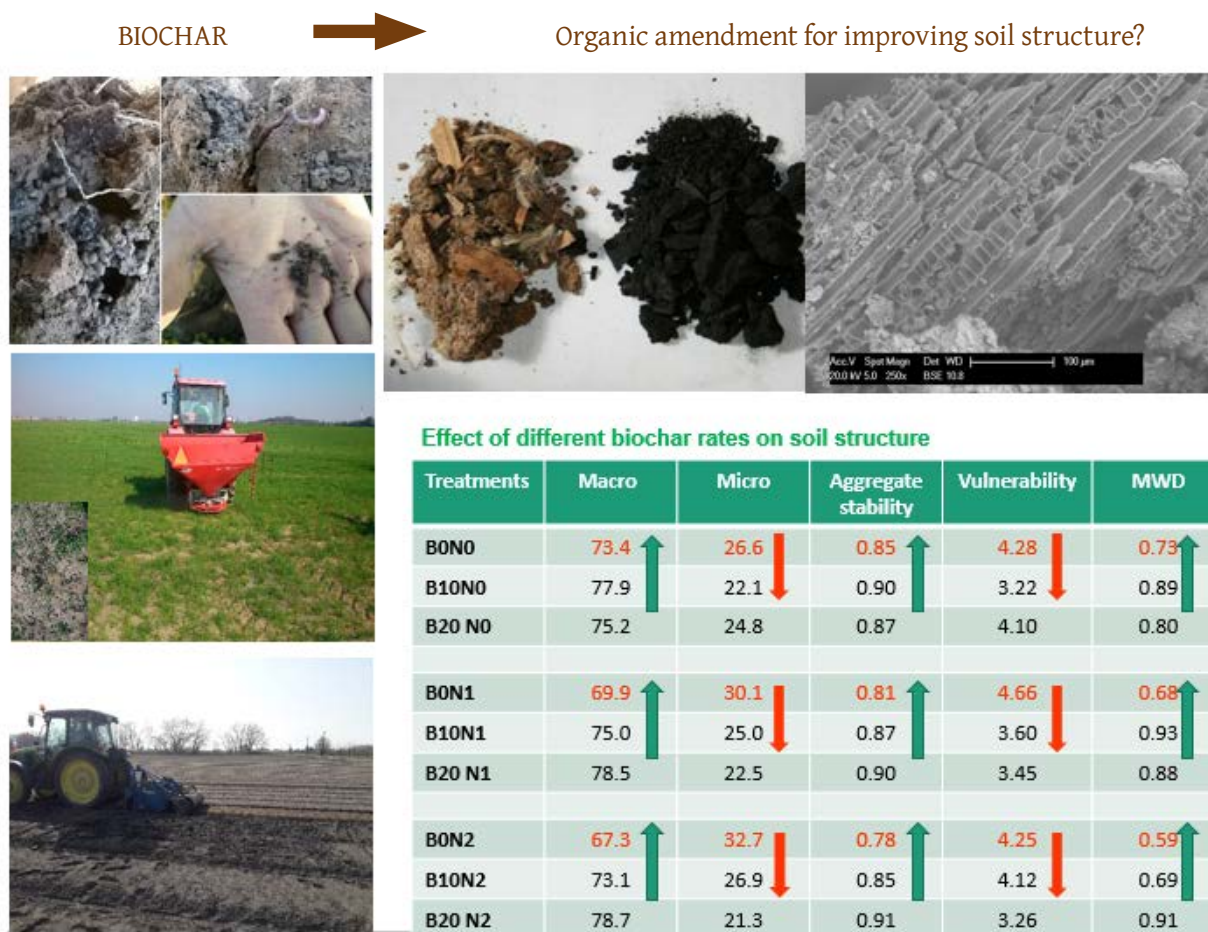 BIOCHAR
Organic amendment for improving soil structure?
Acc.V Spot Magn Det WD 100 µm
20.0 kV 5.0 250x BSE 10.8
Effect of different biochar rates on soil structure
Treatments Macro Micro Aggregate stability Vulnerability MWD
B0N0 73.4 26.6 0.85 4.28 0.73
B10N0 77.9 22.1 0.90 3.22 0.89
B20 N0 75.2 24.8 0.87 4.10 0.80
B0N1 69.9 30.1 0.81 4.66 0.68
B10N1 75.0 25.0 0.87 3.60 0.93
B20 N1 78.5 22.5 0.90 3.45 0.88
B0N2 67.3 32.7 0.78 4.25 0.59
B10N2 73.1 26.9 0.85 4.12 0.69
B20 N2 78.7 21.3 0.91 3.26 0.91